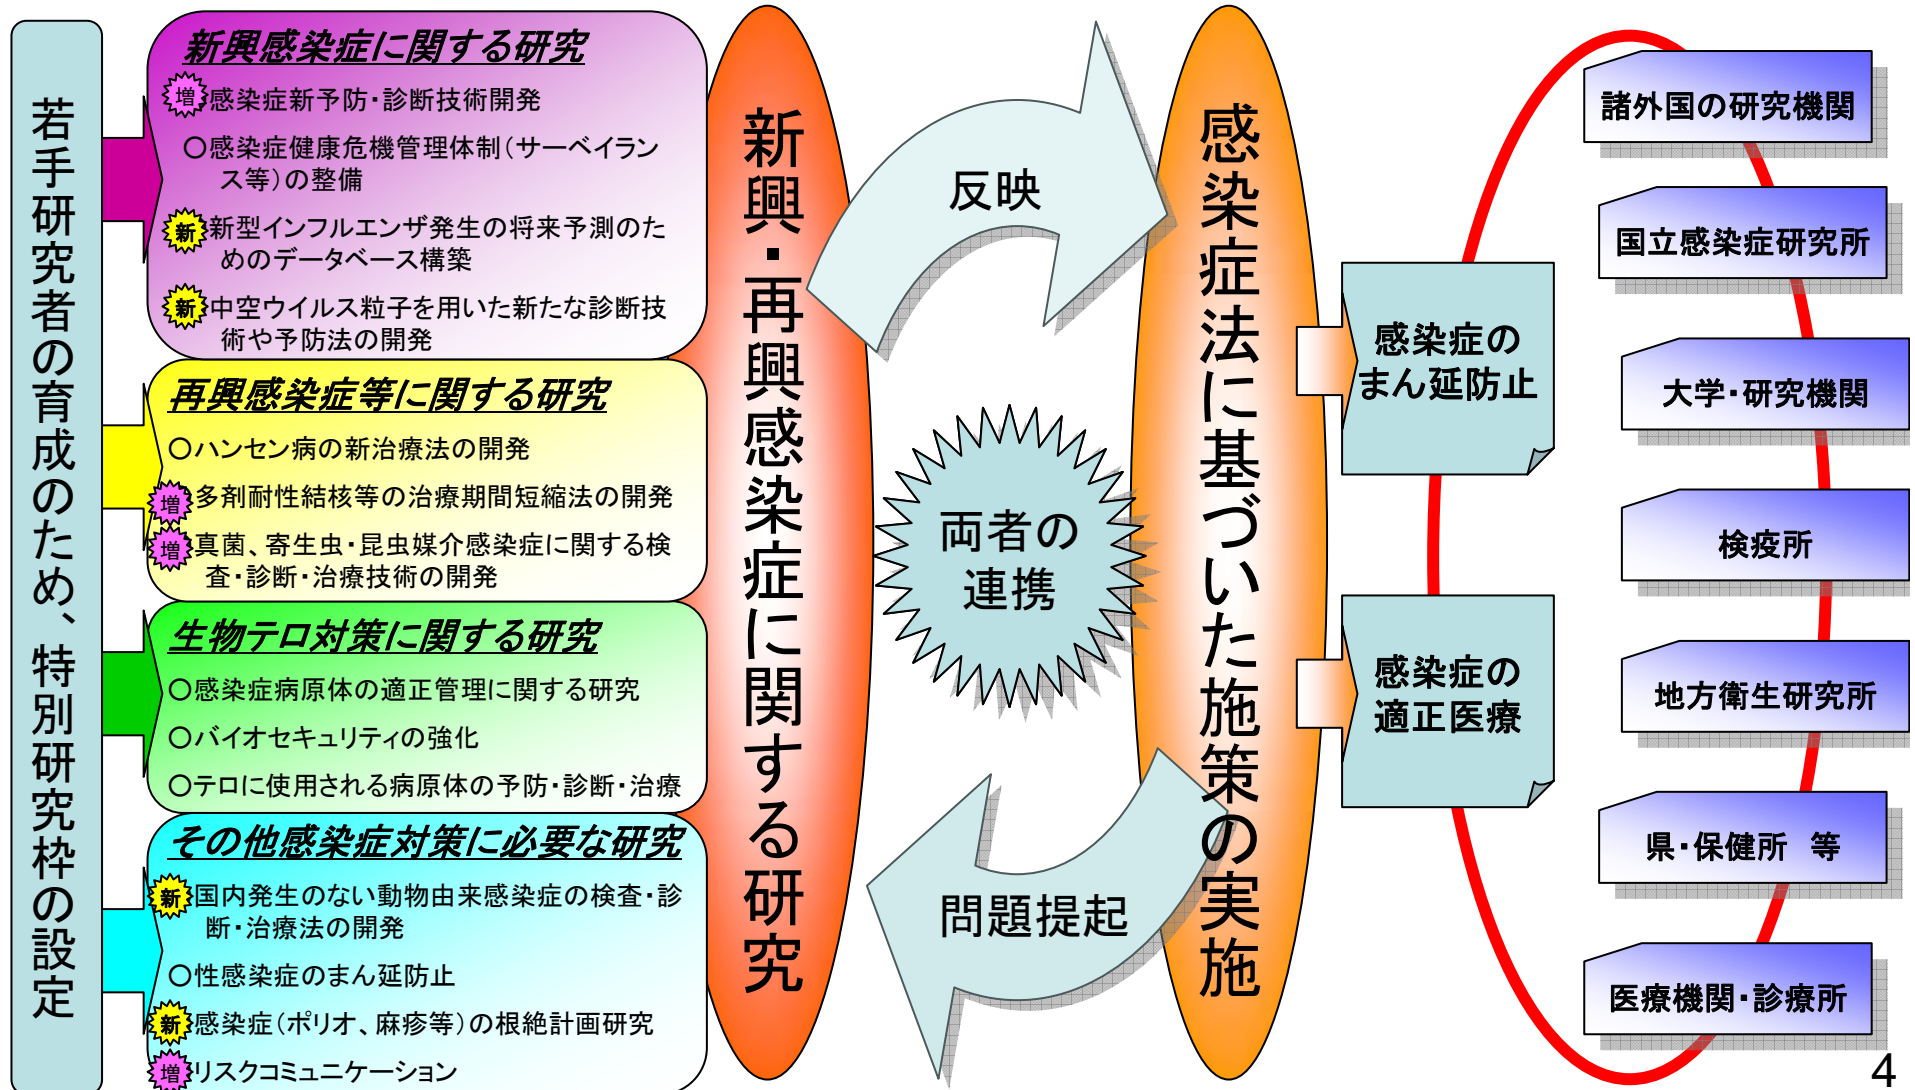 若手研究者の育成のため、特別研究枠の設定
新興感染症に関する研究
増 感染症新予防・診断技術開発
○感染症健康危機管理体制（サーベイラン
ス等）の整備
新 新型インフルエンザ発生の将来予測のた
めのデータベース構築
新 中空ウイルス粒子を用いた新たな診断技
術や予防法の開発
再興感染症等に関する研究
○ハンセン病の新治療法の開発
増 多剤耐性結核等の治療期間短縮法の開発
増 真菌、寄生虫・昆虫媒介感染症に関する検
査・診断・治療技術の開発
生物テロ対策に関する研究
○感染症病原体の適正管理に関する研究
○バイオセキュリティの強化
○テロに使用される病原体の予防・診断・治療
その他感染症対策に必要な研究
新 国内発生のない動物由来感染症の検査・診
断・治療法の開発
○性感染症のまん延防止
新 感染症（ポリオ、麻疹等）の根絶計画研究
増 リスクコミュニケーション
新興・再興感染症に関する研究
反映
両者の
連携
問題提起
感染症法に基づいた施策の実施
感染症の
まん延防止
感染症の
適正医療
諸外国の研究機関
国立感染症研究所
大学・研究機関
検疫所
地方衛生研究所
県・保健所　等
医療機関・診療所
4